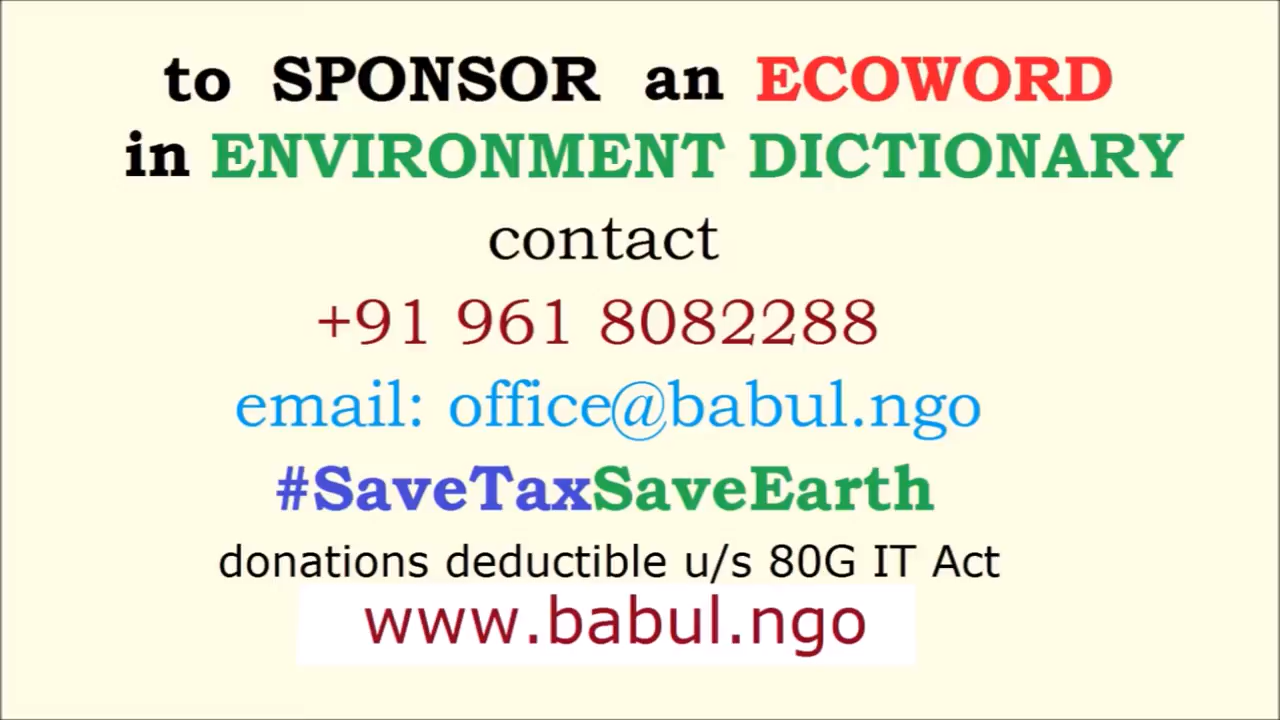 to SPONSOR an ECOWORD
in ENVIRONMENT DICTIONARY
contact
+91 961 8082288
email: office@babul.ngo
#SaveTaxSaveEarth
donations deductible u/s 80G IT Act
www.babul.ngo